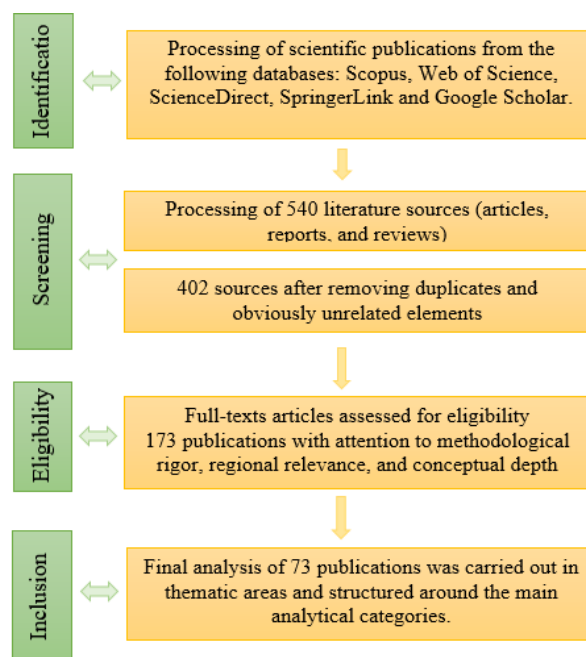 Identificatio
Processing of scientific publications from the
following databases: Scopus, Web of Science,
ScienceDirect, SpringerLink and Google Scholar.
Screening
Processing of 540 literature sources (articles,
reports, and reviews)
402 sources after removing duplicates and
obviously unrelated elements
Eligibility
Full-texts articles assessed for eligibility
173 publications with attention to methodological
rigor, regional relevance, and conceptual depth
Inclusion
Final analysis of 73 publications was carried out in
thematic areas and structured around the main
analytical categories.